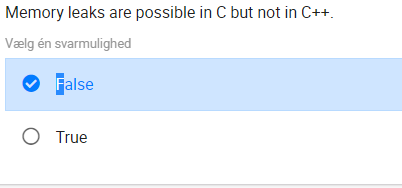 Memory leaks are possible in C but not in C++.
Vælg én svarmulighed
False
True